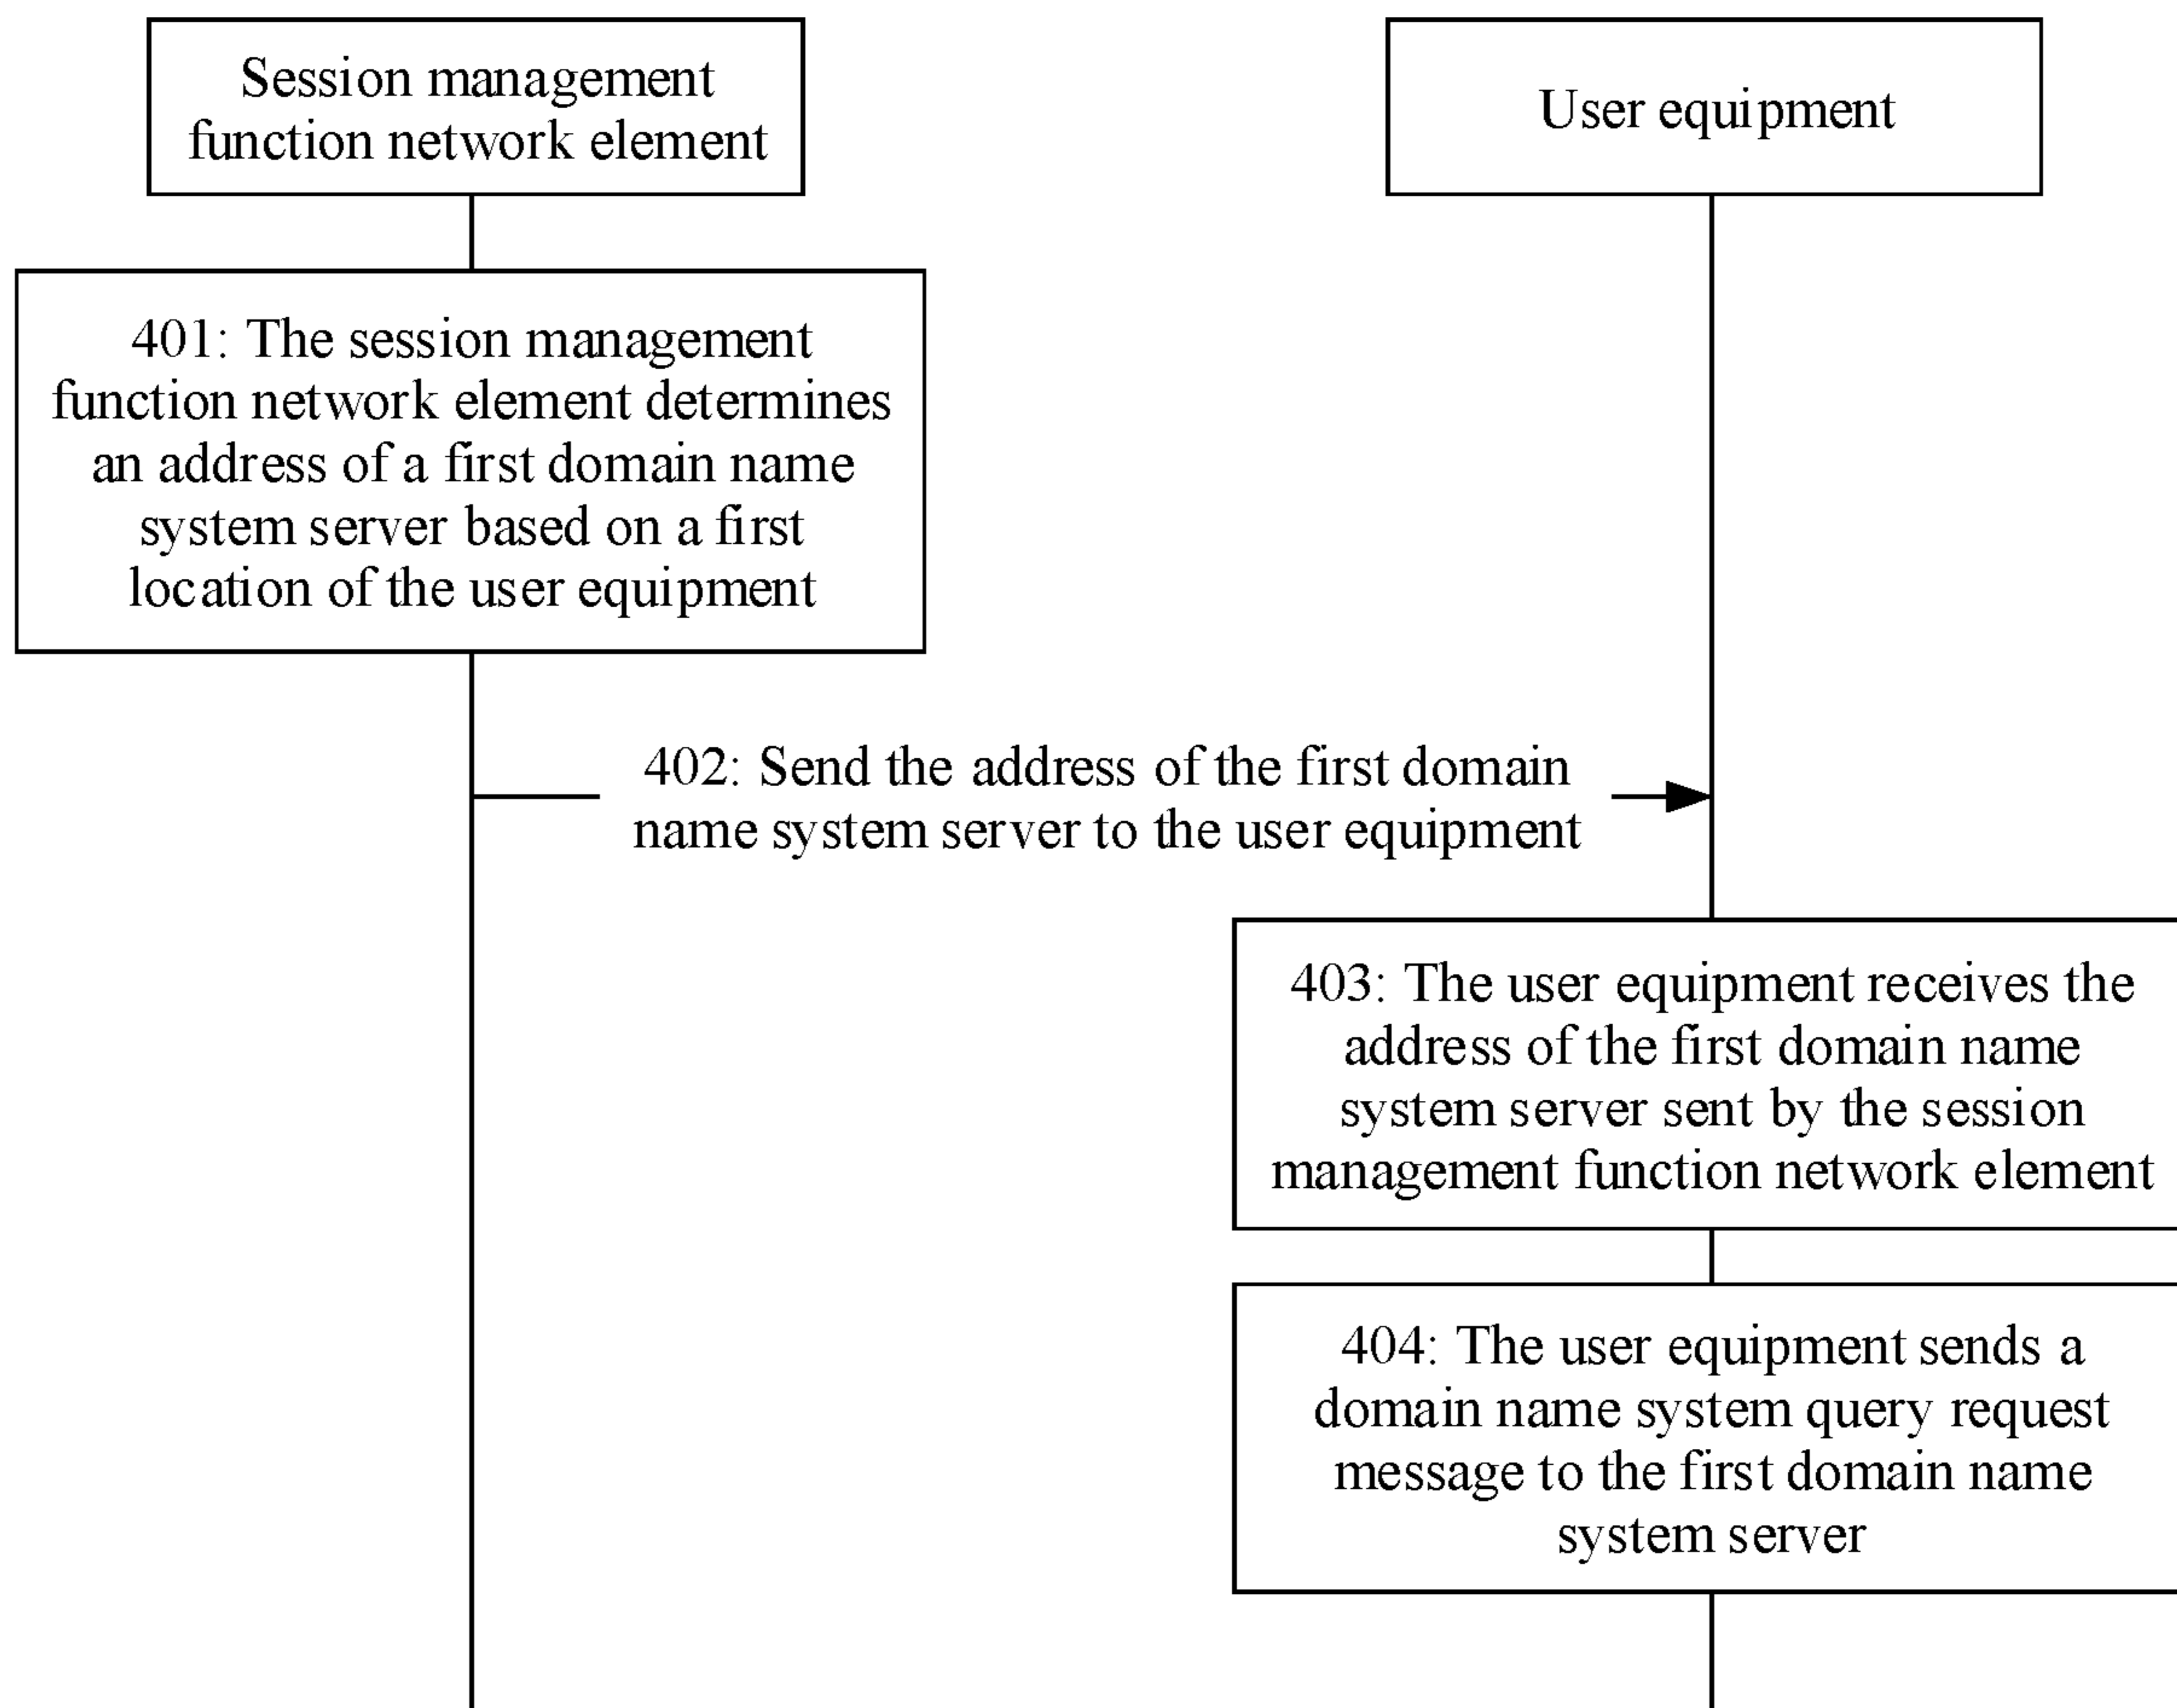 Session management
function network element
User equipment
401: The session management
function network element determines
an address of a first domain name
system server based on a first
location of the user equipment
402: Send the address of the first domain
name system server to the user equipment
403: The user equipment receives the
address of the first domain name
system server sent by the session
management function network element
404: The user equipment sends a
domain name system query request
message to the first domain name
system server